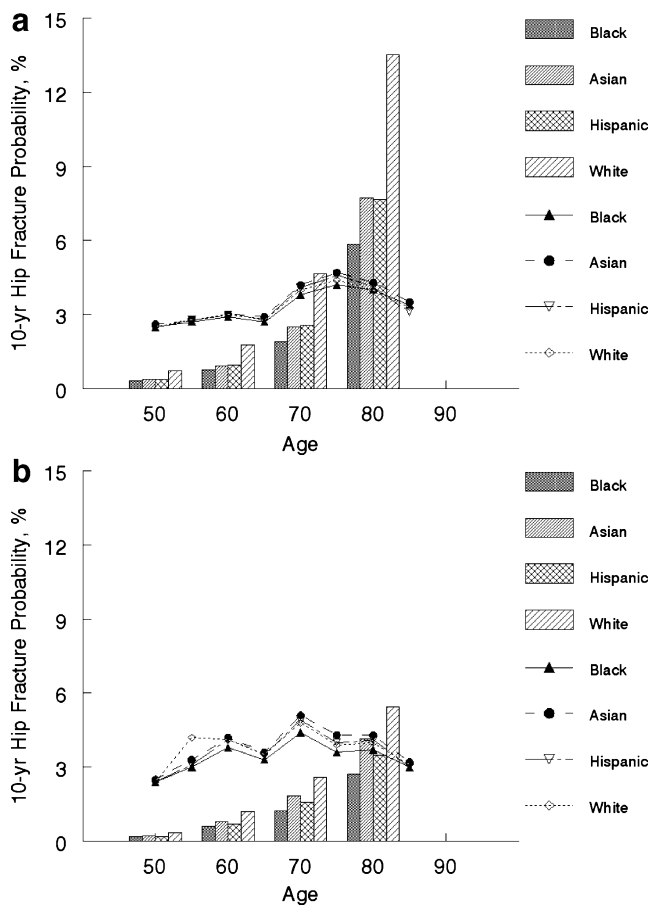 a
10-yr Hip Fracture Probability, %
15
12
9
6
3
0
50 60 70 80 90
Age
Black
Asian
Hispanic
White
Black
Asian
Hispanic
White
b
10-yr Hip Fracture Probability, %
15
12
9
6
3
0
50 60 70 80 90
Age
Black
Asian
Hispanic
White
Black
Asian
Hispanic
White